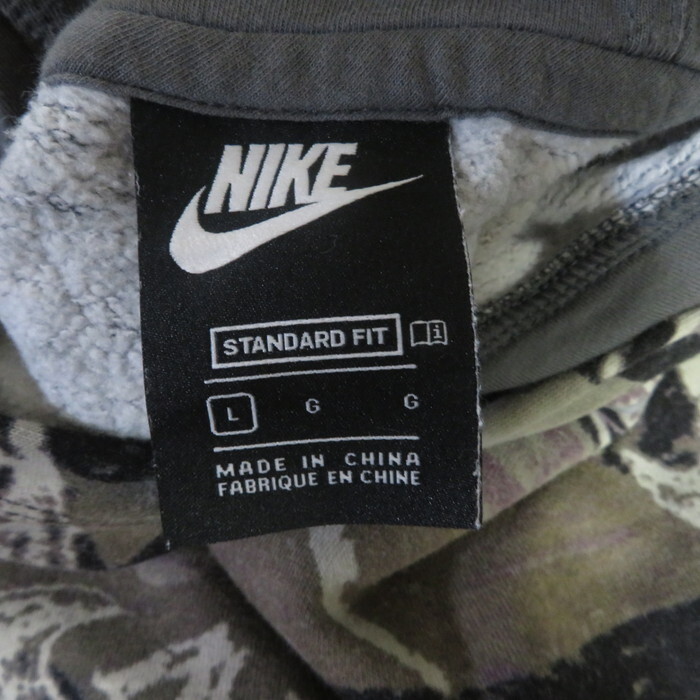 NIKE
STANDARD FIT
L G G
MADE IN CHINA
FABRIQUE EN CHINE